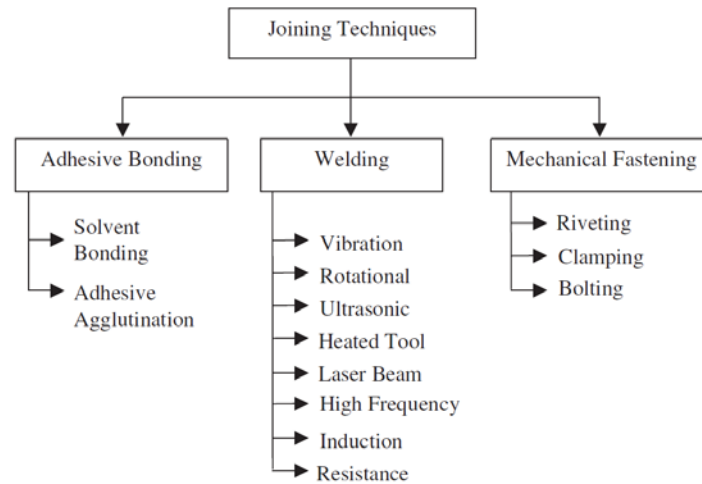 Joining Techniques
Adhesive Bonding
Welding
Mechanical Fastening
Solvent
Bonding
Adhesive
Agglutination
Vibration
Rotational
Ultrasonic
Heated Tool
Laser Beam
High Frequency
Induction
Resistance
Riveting
Clamping
Bolting